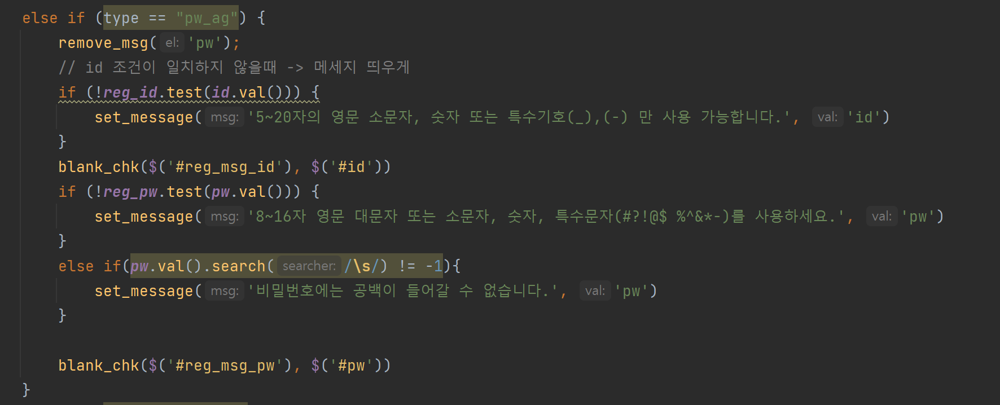 else if (type == "pw_ag") {
remove_msg( el: 'pw');
// id 조건이 일치하지 않을때 -> 메세지 띄우게
if (!reg_id.test(id.val())) {
set_message( msg: '5~20자의 영문 소문자, 숫자 또는 특수기호(_),(-) 만 사용 가능합니다.', val: 'id')
}
blank_chk($('#reg_msg_id'), $('#id'))
if (!reg_pw.test(pw.val())) {
set_message( msg: '8~16자 영문 대문자 또는 소문자, 숫자, 특수문자(#?!@$ %^&*-)를 사용하세요.', val: 'pw')
}
else if(pw.val().search( searcher: /\s/) != -1){
set_message( msg: '비밀번호에는 공백이 들어갈 수 없습니다.', val: 'pw')
}
blank_chk($('#reg_msg_pw'), $('#pw'))
}